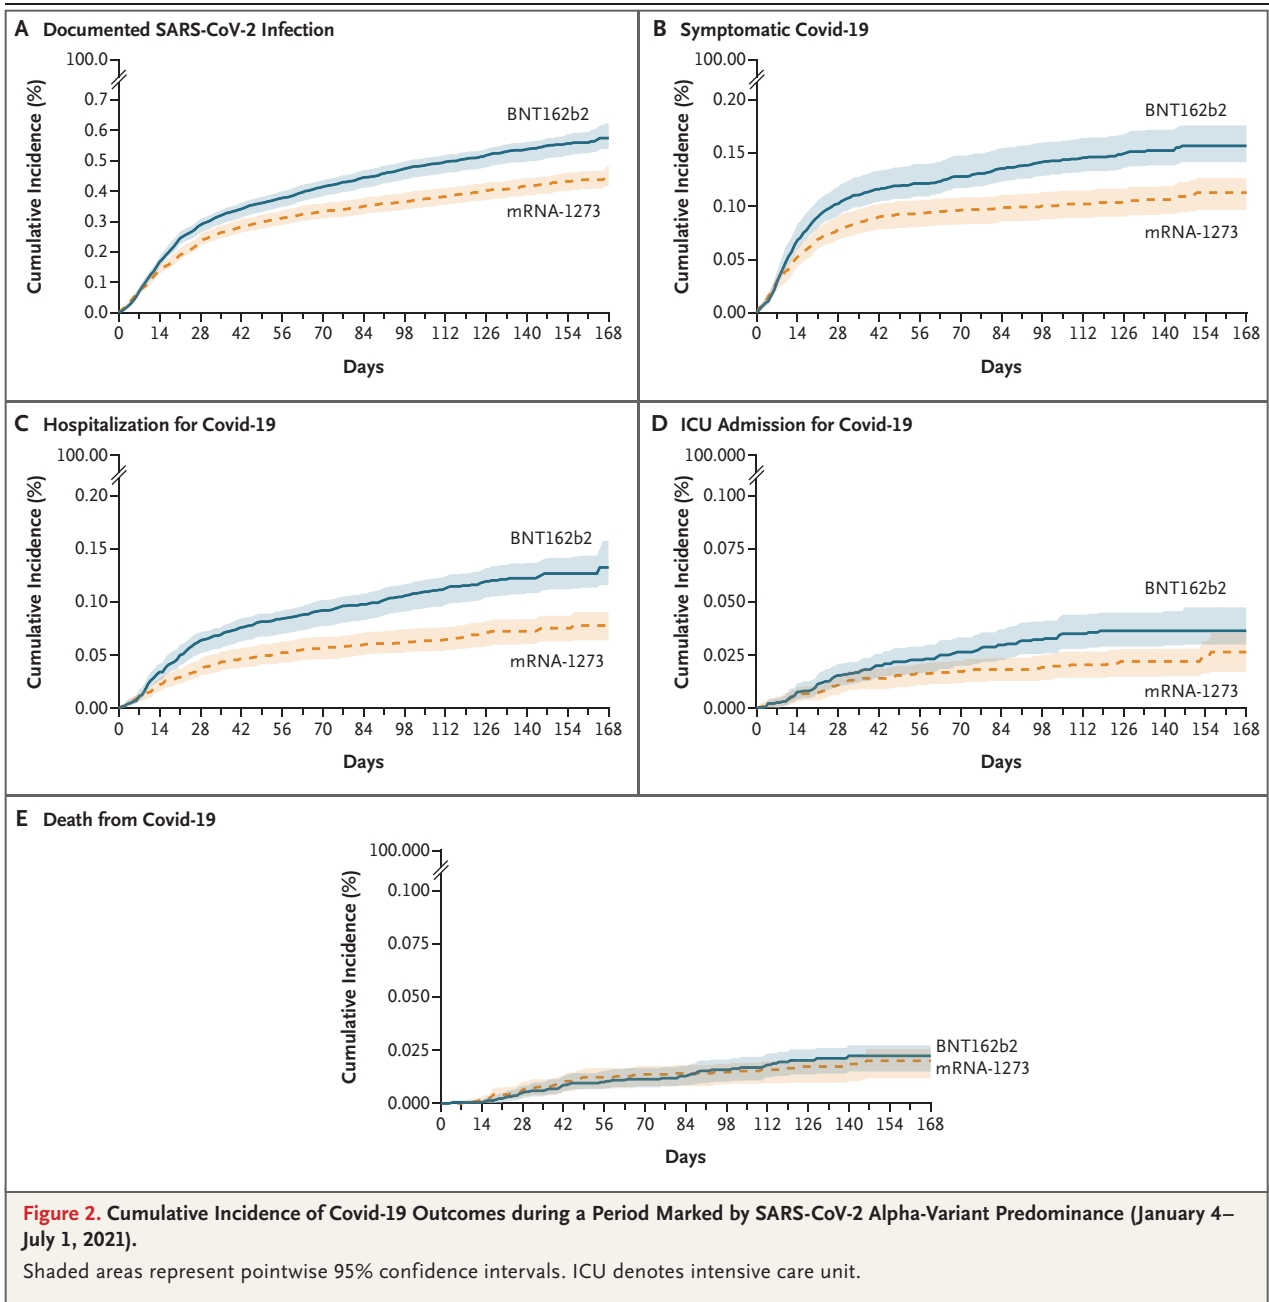 A Documented SARS-CoV-2 Infection
100.0
0.7
0.6
0.5
0.4
0.3
0.2
0.1
0.0
Cumulative Incidence (%)
BNT162b2
mRNA-1273
0 14 28 42 56 70 84 98 112 126 140 154 168
Days
B Symptomatic Covid-19
100.00
0.20
0.15
0.10
0.05
0.00
Cumulative Incidence (%)
BNT162b2
mRNA-1273
0 14 28 42 56 70 84 98 112 126 140 154 168
Days
C Hospitalization for Covid-19
100.00
0.20
0.15
0.10
0.05
0.00
Cumulative Incidence (%)
BNT162b2
mRNA-1273
0 14 28 42 56 70 84 98 112 126 140 154 168
Days
D ICU Admission for Covid-19
100.000
0.100
0.075
0.050
0.025
0.000
Cumulative Incidence (%)
BNT162b2
mRNA-1273
0 14 28 42 56 70 84 98 112 126 140 154 168
Days
E Death from Covid-19
100.000
0.100
0.075
0.050
0.025
0.000
Cumulative Incidence (%)
BNT162b2
mRNA-1273
0 14 28 42 56 70 84 98 112 126 140 154 168
Days
Figure 2. Cumulative Incidence of Covid-19 Outcomes during a Period Marked by SARS-CoV-2 Alpha-Variant Predominance (January 4–
July 1, 2021).
Shaded areas represent pointwise 95% confidence intervals. ICU denotes intensive care unit.